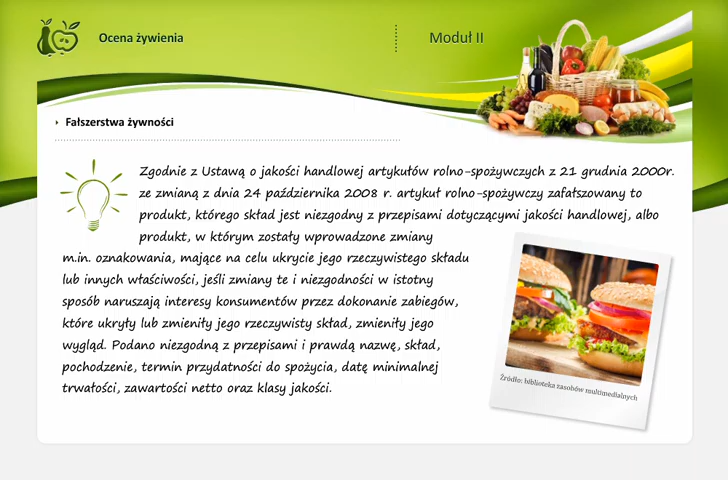 Ocena żywienia
Moduł II
Fałszerstwa żywności
Zgodnie z Ustawą o jakości handlowej artykułów rolno-spożywczych z 21 grudnia 2000r.
ze zmianą z dnia 24 października 2008 r. artykuł rolno-spożywczy zafałszowany to
produkt, którego skład jest niezgodny z przepisami dotyczącymi jakości handlowej, albo
produkt, w którym zostały wprowadzone zmiany
m.in. oznakowania, mające na celu ukrycie jego rzeczywistego składu
lub innych właściwości, jeśli zmiany te i niezgodności w istotny
sposób naruszają interesy konsumentów przez dokonanie zabiegów,
które ukryły lub zmieniły jego rzeczywisty skład, zmieniły jego
wygląd. Podano niezgodną z przepisami i prawdą nazwę, skład,
pochodzenie, termin przydatności do spożycia, datę minimalnej
trwałości, zawartości netto oraz klasy jakości.
Źródło: biblioteka zasobów multimedialnych